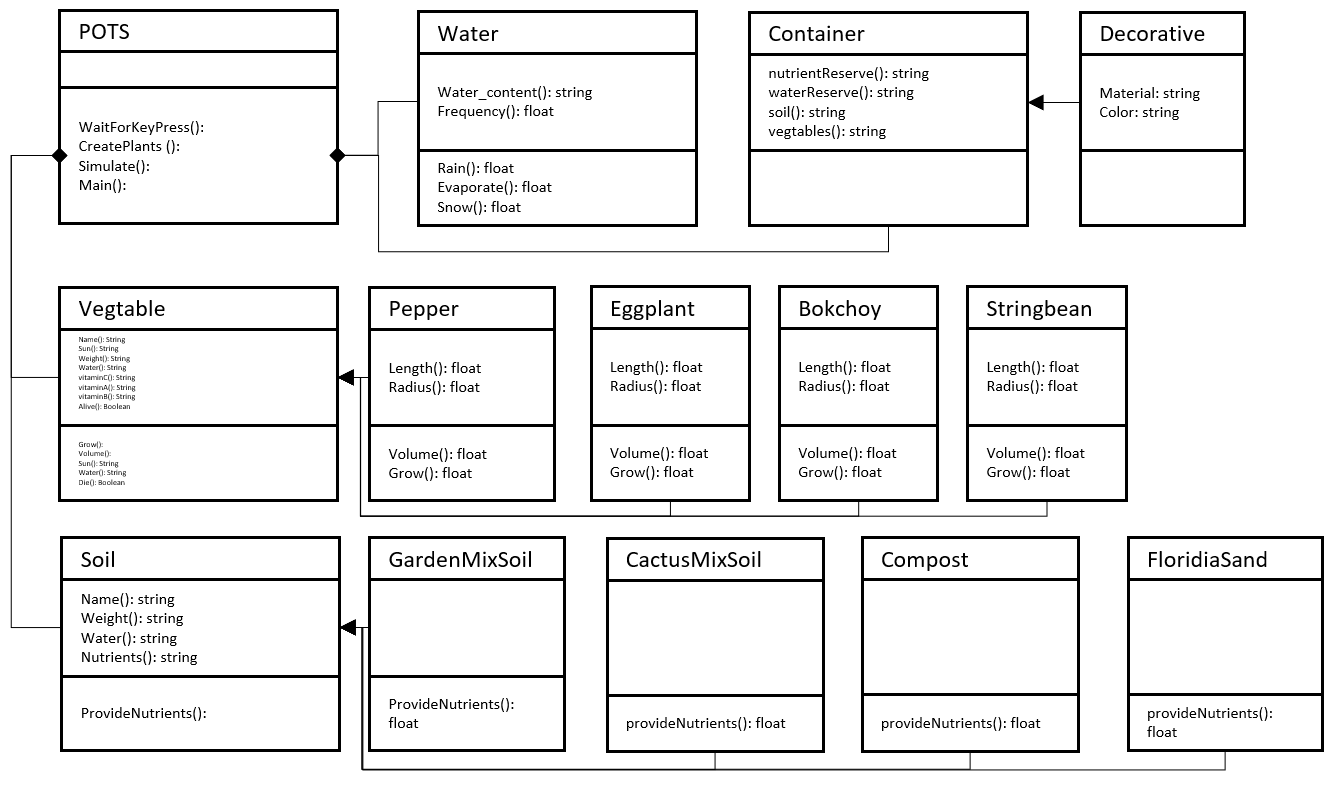 POTS
WaitForKeyPress():
CreatePlants ():
Simulate():
Main():
Water
Water_content(): string
Frequency(): float
Rain(): float
Evaporate(): float
Snow(): float
Container
nutrientReserve(): string
waterReserve(): string
soil(): string
vegtables(): string
Decorative
Material: string
Color: string
Vegtable
Name(): String
Sun(): String
Weight(): String
Water(): String
vitaminC(): String
vitaminA(): String
vitaminB(): String
Alive(): Boolean
Grow():
Volume():
Sun(): String
Water(): String
Die(): Boolean
Pepper
Length(): float
Radius(): float
Volume(): float
Grow(): float
Eggplant
Length(): float
Radius(): float
Volume(): float
Grow(): float
Bokchoy
Length(): float
Radius(): float
Volume(): float
Grow(): float
Stringbean
Length(): float
Radius(): float
Volume(): float
Grow(): float
Soil
Name(): string
Weight(): string
Water(): string
Nutrients(): string
ProvideNutrients():
GardenMixSoil
ProvideNutrients():
float
CactusMixSoil
provideNutrients(): float
Compost
provideNutrients(): float
FloridiaSand
provideNutrients():
float